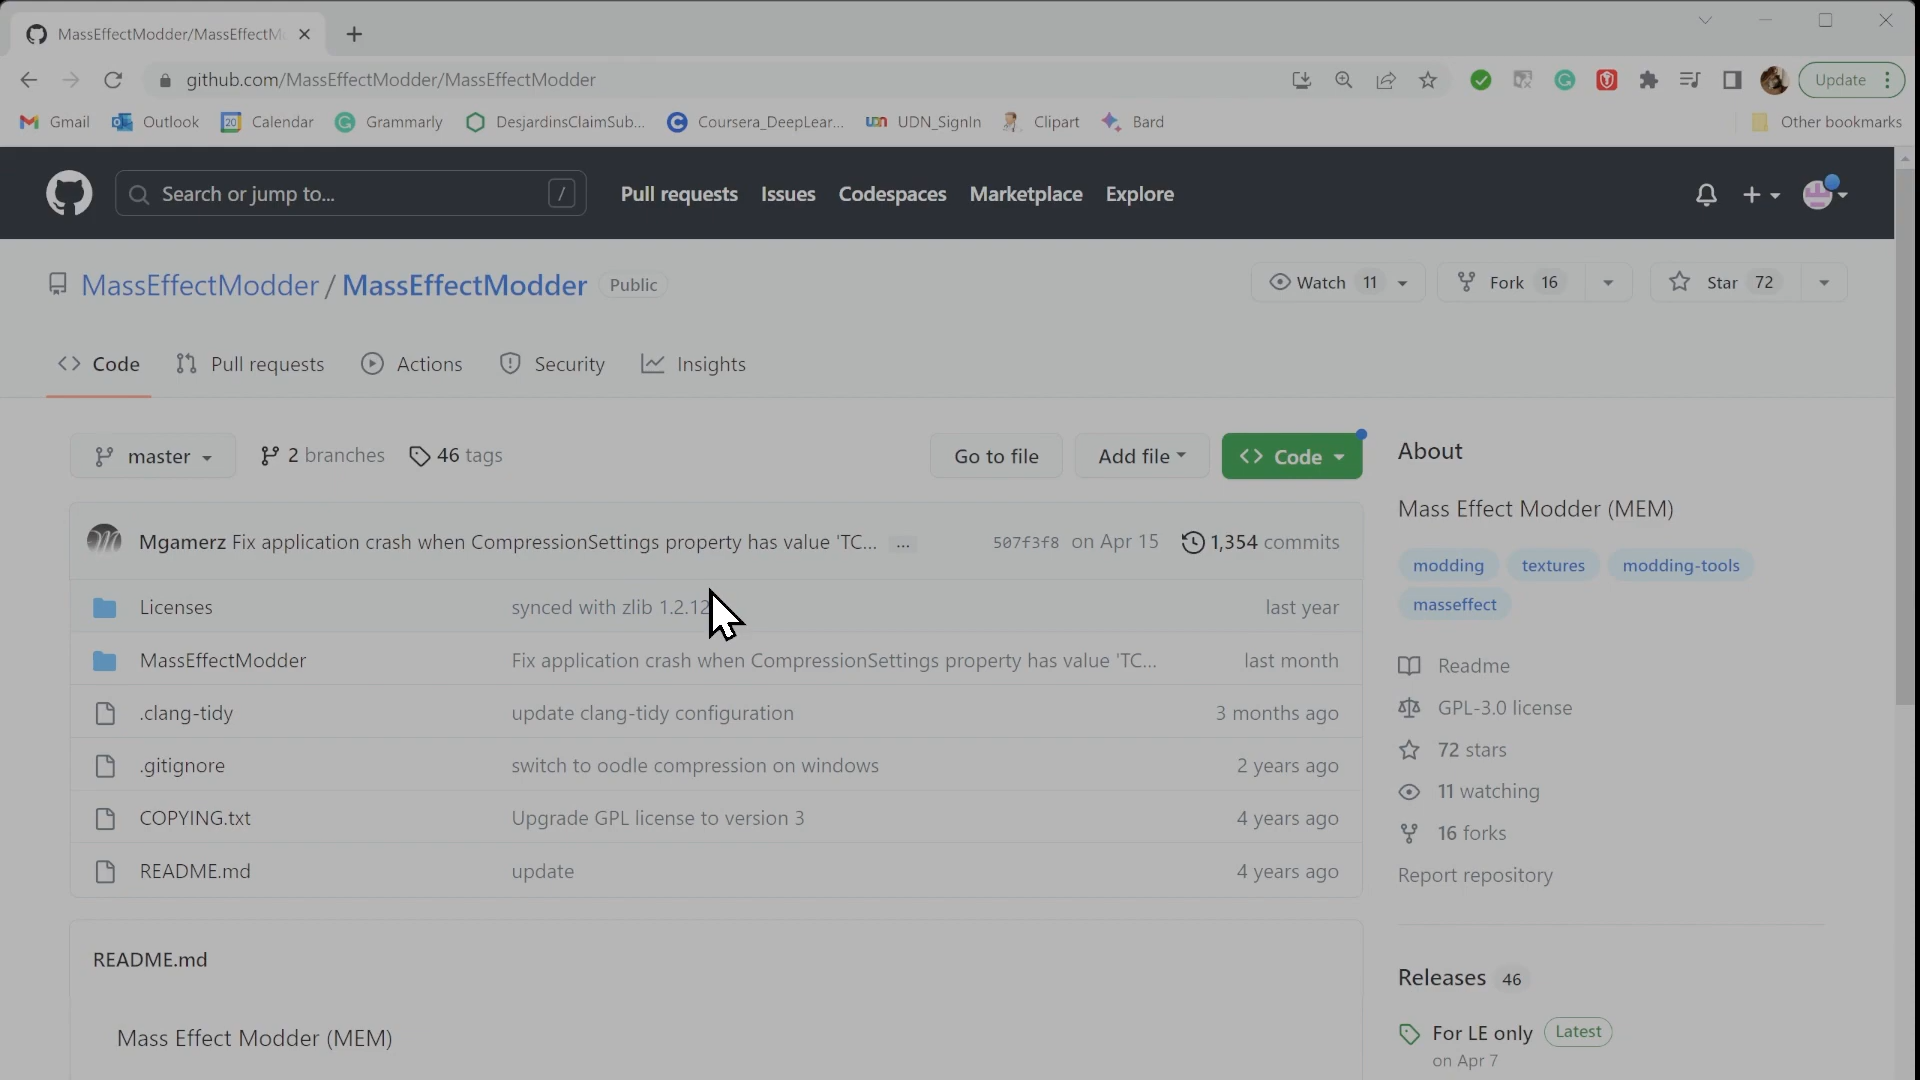 MassEffectModder/MassEffectM
github.com/MassEffectModder/MassEffectModder
Update
Gmail
Outlook
20
Calendar
Grammarly
DesjardinsClaimSub...
Coursera_DeepLear...
UDN_SignIn
Clipart
Bard
Other bookmarks
Search or jump to...
/
Pull requests
Issues
Codespaces
Marketplace
Explore
MassEffectModder / MassEffectModder
Public
Watch 11
Fork 16
Star 72
Code
Pull requests
Actions
Security
Insights
master
2 branches
46 tags
Go to file
Add file
Code
About
Mass Effect Modder (MEM)
modding
textures
modding-tools
masseffect
Mgamerz Fix application crash when CompressionSettings property has value 'TC... ...
507f3f8 on Apr 15
1,354 commits
Licenses
synced with zlib 1.2.12
last year
MassEffectModder
Fix application crash when CompressionSettings property has value 'TC...
last month
.clang-tidy
update clang-tidy configuration
3 months ago
.gitignore
switch to oodle compression on windows
2 years ago
COPYING.txt
Upgrade GPL license to version 3
4 years ago
README.md
update
4 years ago
Readme
GPL-3.0 license
72 stars
11 watching
16 forks
Report repository
README.md
Mass Effect Modder (MEM)
Releases 46
For LE only
Latest
on Apr 7